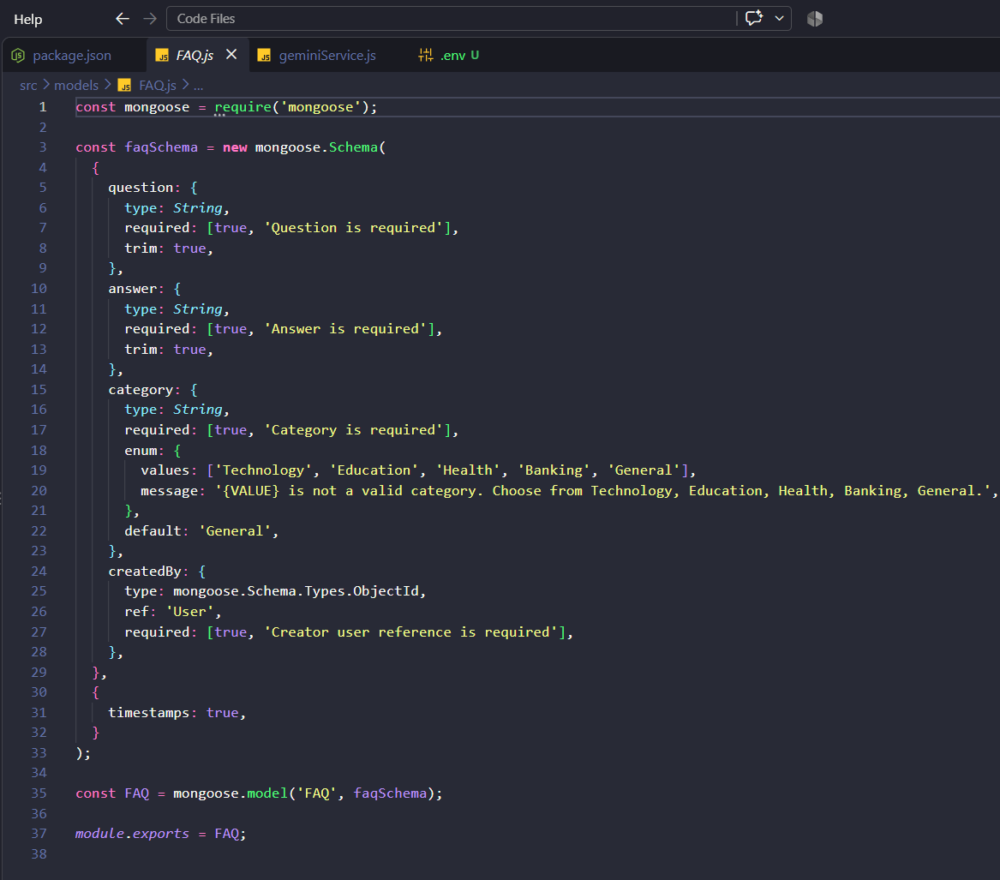 Help
Code Files
package.json
FAQ.js
geminiService.js
.env U
src > models > FAQ.js > ...
1 const mongoose = require('mongoose');
2
3 const faqSchema = new mongoose.Schema(
4   {
5     question: {
6       type: String,
7       required: [true, 'Question is required'],
8       trim: true,
9     },
10     answer: {
11       type: String,
12       required: [true, 'Answer is required'],
13       trim: true,
14     },
15     category: {
16       type: String,
17       required: [true, 'Category is required'],
18       enum: {
19         values: ['Technology', 'Education', 'Health', 'Banking', 'General'],
20         message: '{VALUE} is not a valid category. Choose from Technology, Education, Health, Banking, General.',
21       },
22       default: 'General',
23     },
24     createdBy: {
25       type: mongoose.Schema.Types.ObjectId,
26       ref: 'User',
27       required: [true, 'Creator user reference is required'],
28     },
29   },
30   {
31     timestamps: true,
32   }
33 );
34
35 const FAQ = mongoose.model('FAQ', faqSchema);
36
37 module.exports = FAQ;
38